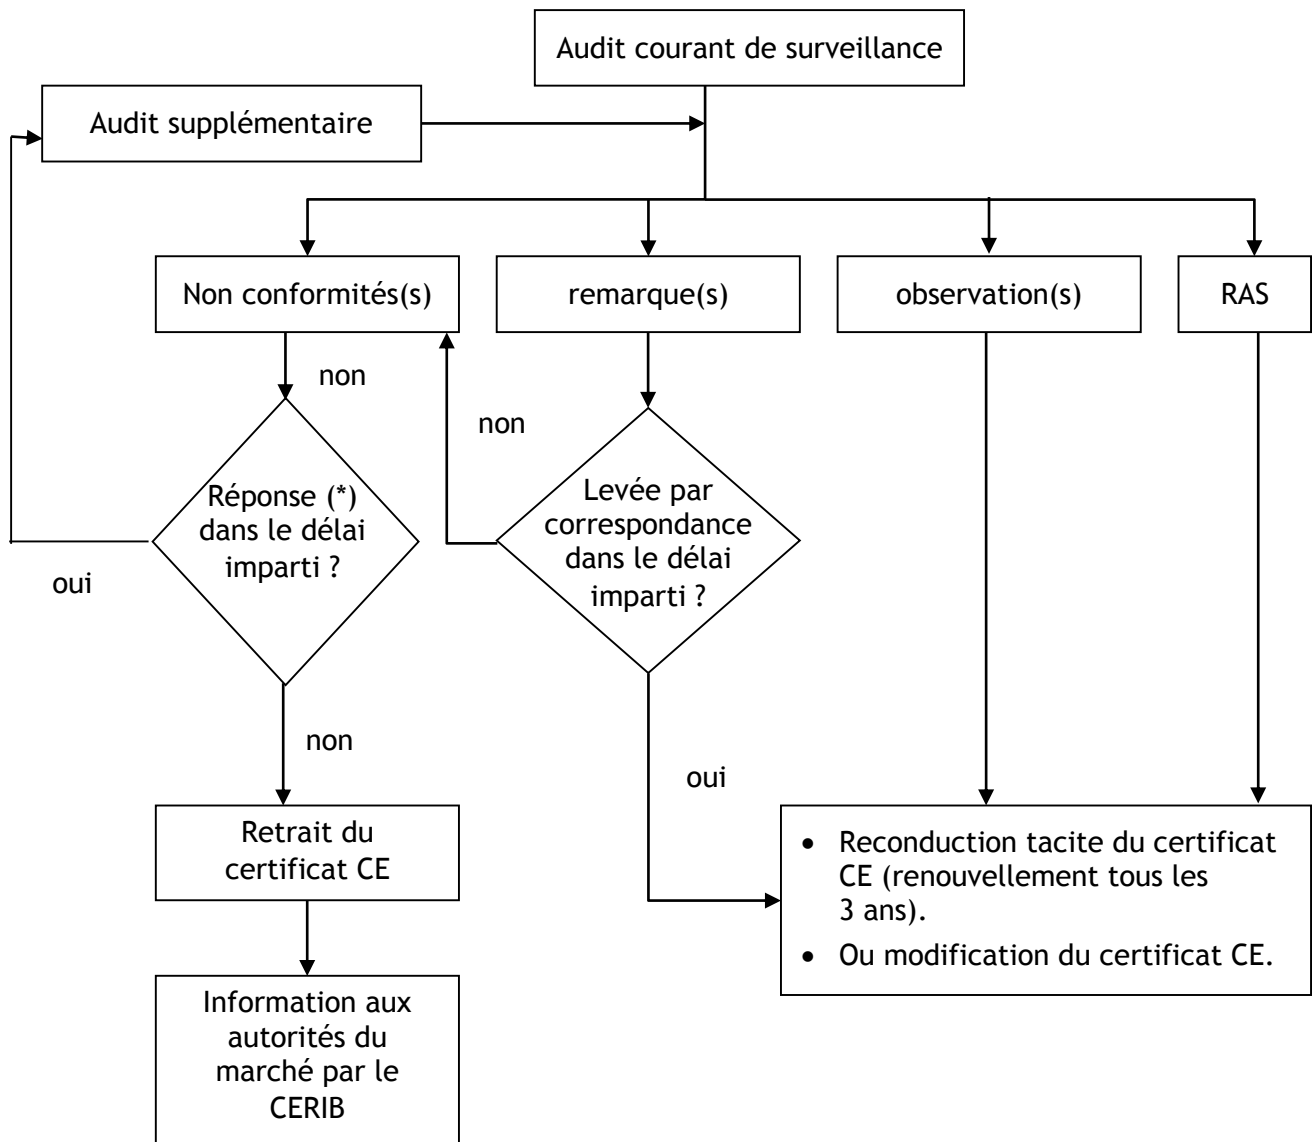 Audit courant de surveillance
Audit supplémentaire
Non conformités(s)
remarque(s)
observation(s)
RAS
non
non
Réponse (*)
dans le délai
imparti ?
Levée par
correspondance
dans le délai
imparti ?
oui
non
oui
Retrait du
certificat CE
• Reconduction tacite du certificat
CE (renouvellement tous les
3 ans).
• Ou modification du certificat CE.
Information aux
autorités du
marché par le
CERIB